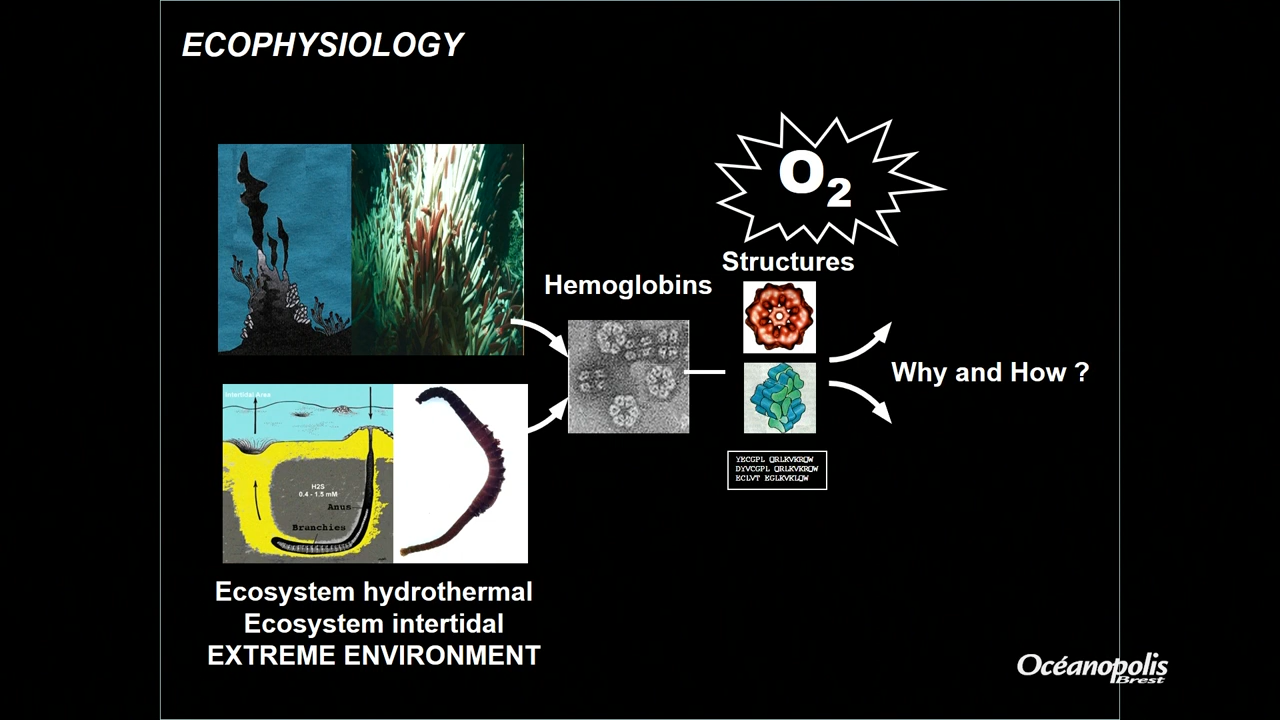 ECOPHYSIOLOGY
O2
Structures
Hemoglobins
Why and How ?
Intertidal Area
H2S
0.4 - 1.5 mM
Anus
Branchies
YECGPL QRLKVKRQW
DYVCGPL QRLKVKRQW
ECLVT EGLKVKLQW
Ecosystem hydrothermal
Ecosystem intertidal
EXTREME ENVIRONMENT
Océanopolis
Brest